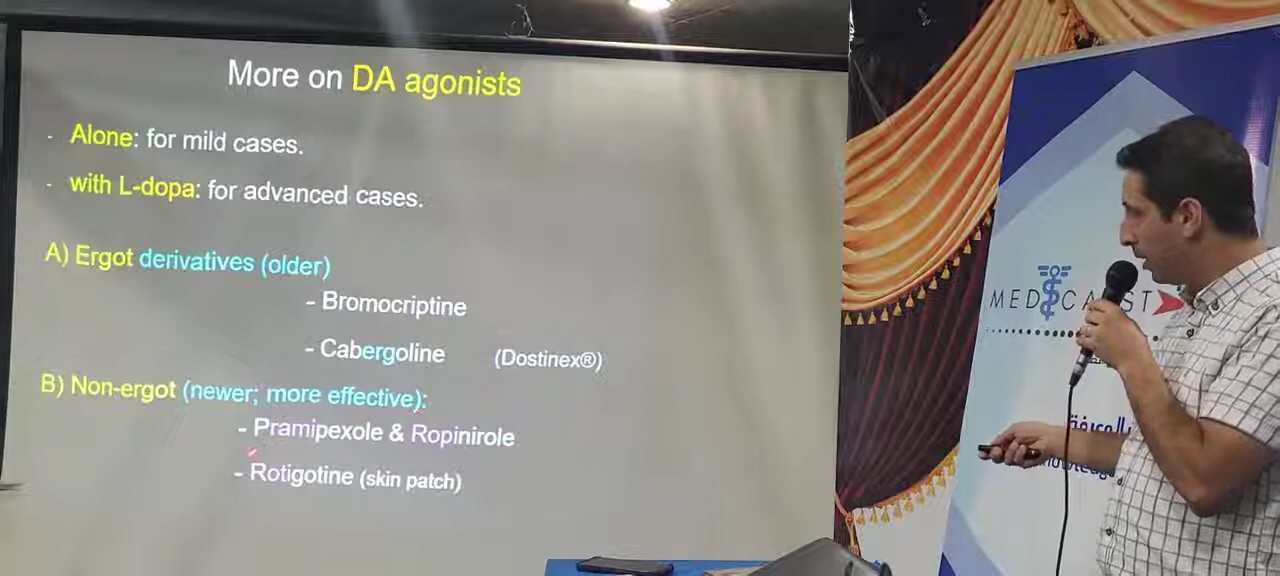 More on DA agonists
- Alone: for mild cases.
- with L-dopa: for advanced cases.
A) Ergot derivatives (older)
- Bromocriptine
- Cabergoline (Dostinex®)
B) Non-ergot (newer; more effective):
- Pramipexole & Ropinirole
- Rotigotine (skin patch)